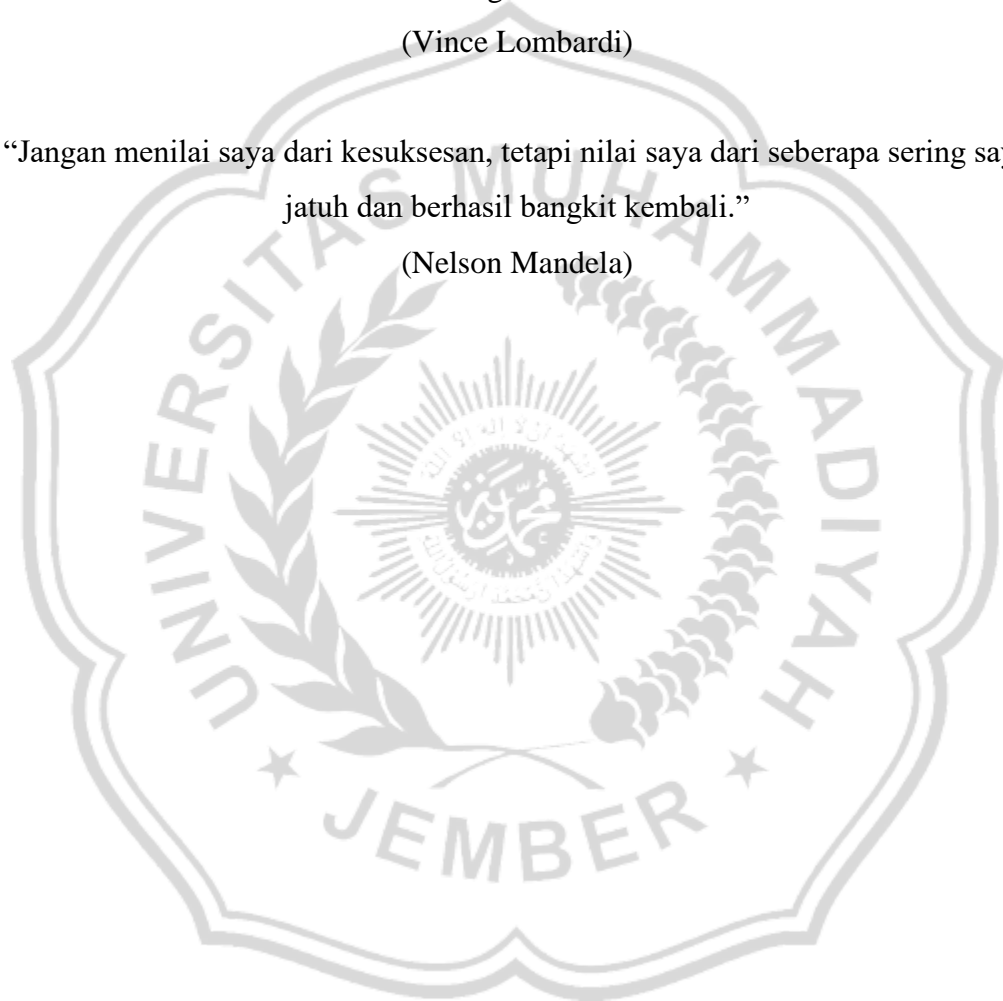 (Vince Lombardi)
“Jangan menilai saya dari kesuksesan, tetapi nilai saya dari seberapa sering
jatuh dan berhasil bangkit kembali.”
(Nelson Mandela)
UNIVERSITAS MUHAMMADIYAH
JEMBER